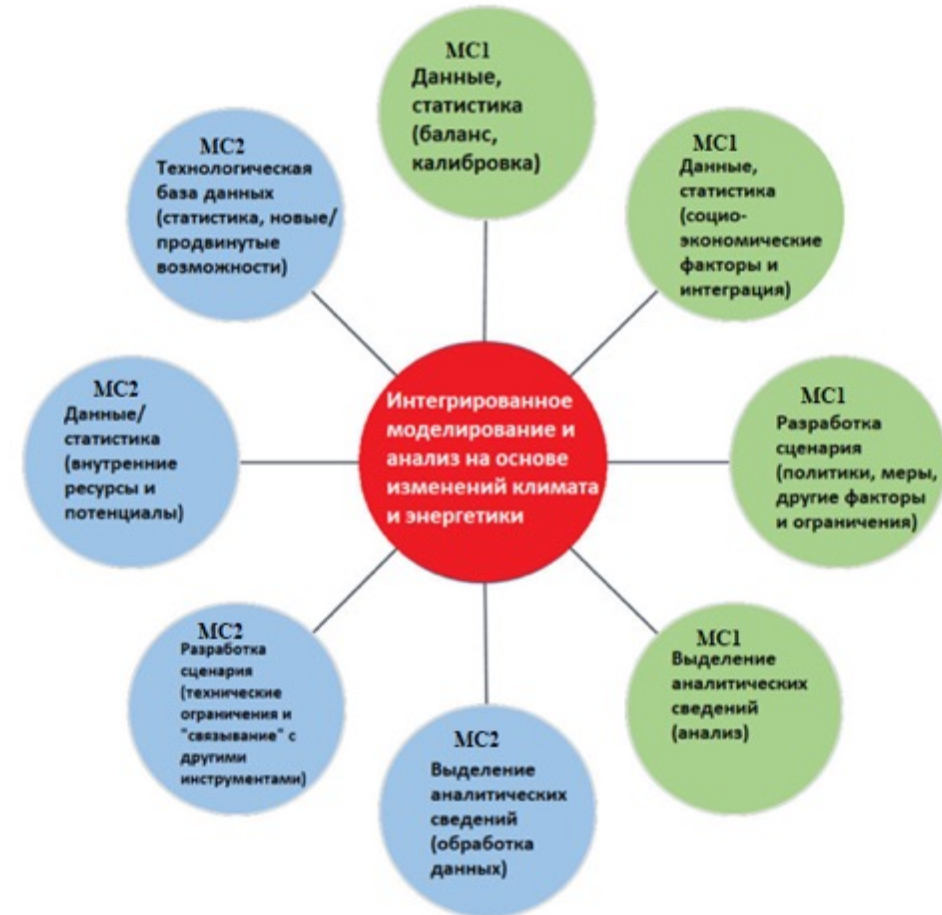 МС1
Данные,
статистика
(баланс,
калибровка)
МС1
Данные,
статистика
(социо-
экономические
факторы и
интеграция)
МС1
Разработка
сценария
(политики, меры,
другие факторы
и ограничения)
МС1
Выделение
аналитических
сведений
(анализ)
МС2
Выделение
аналитических
сведений
(обработка
данных)
МС2
Разработка
сценария
(технические
ограничения и
"связывание" с
другими
инструментами)
МС2
Данные/
статистика
(внутренние
ресурсы и
потенциалы)
МС2
Технологическая
база данных
(статистика, новые/
продвинутые
возможности)
Интегрированное
моделирование и
анализ на основе
изменений климата
и энергетики